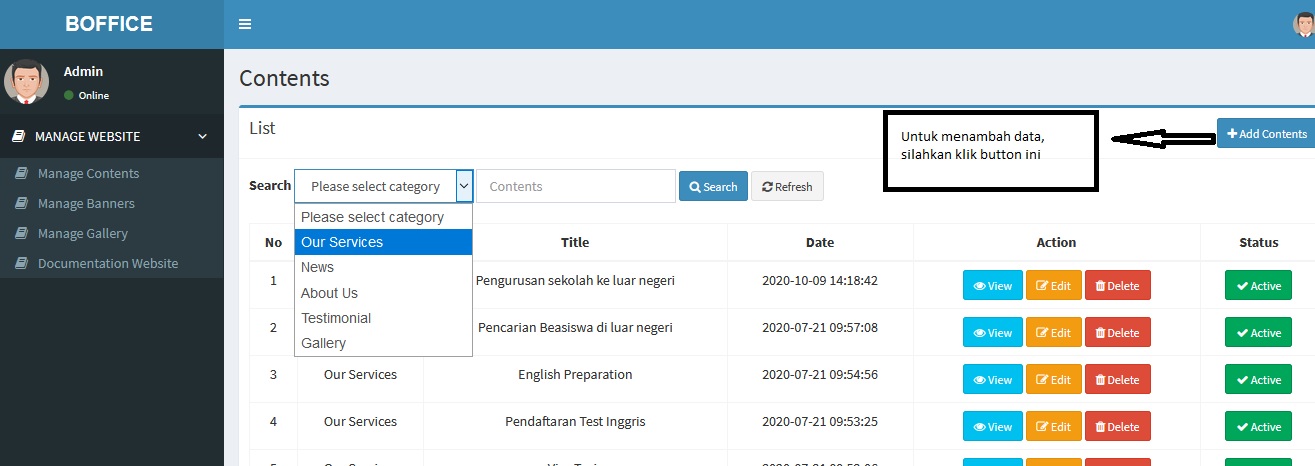 BOFFICE
Admin
Online
MANAGE WEBSITE
Manage Contents
Manage Banners
Manage Gallery
Documentation Website
Contents
List
Untuk menambah data,
silahkan klik button ini
Add Contents
Search Please select category Contents Search Refresh
Please select category
Our Services
News
About Us
Testimonial
Gallery
No Title Date Action Status
1 Pengurusan sekolah ke luar negeri 2020-10-09 14:18:42 View Edit Delete Active
2 Pencarian Beasiswa di luar negeri 2020-07-21 09:57:08 View Edit Delete Active
3 Our Services English Preparation 2020-07-21 09:54:56 View Edit Delete Active
4 Our Services Pendaftaran Test Inggris 2020-07-21 09:53:25 View Edit Delete Active